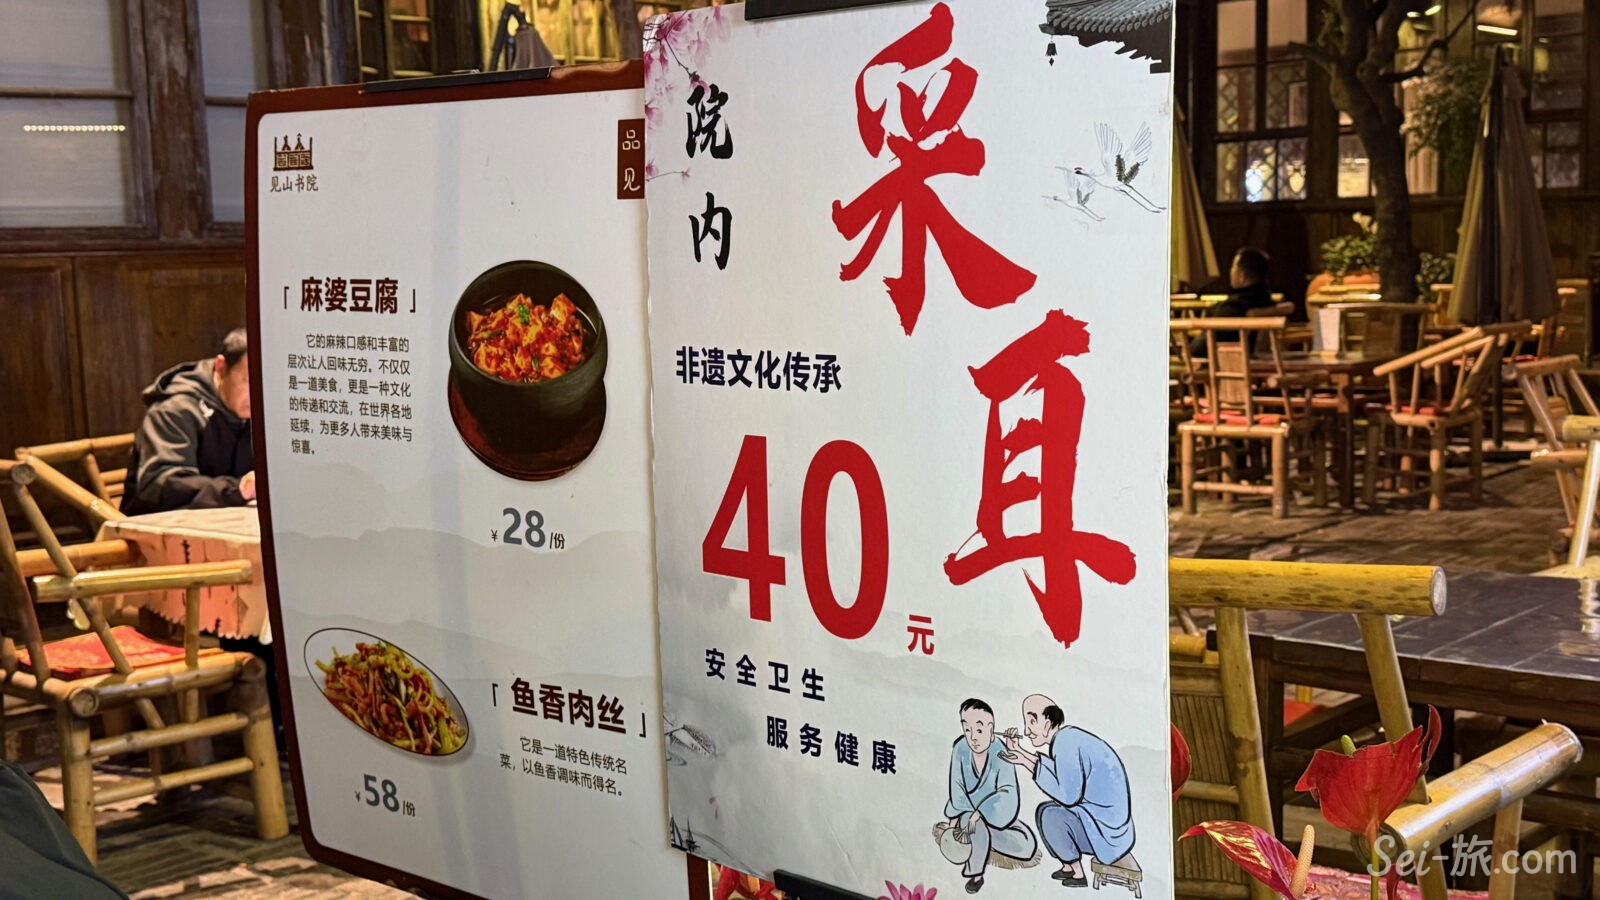 见山书院
品见
「麻婆豆腐」
它的麻辣口感和丰富的
层次让人回味无穷。不仅仅
是一道美食，更是一种文化
的传递和交流，在世界各地
延续，为更多人带来美味与
惊喜。
¥28/份
「鱼香肉丝」
它是一道特色传统名
菜，以鱼香调味而得名。
¥58/份
院内
采耳
非遗文化传承
40元
安全卫生
服务健康
Sei-旅.com